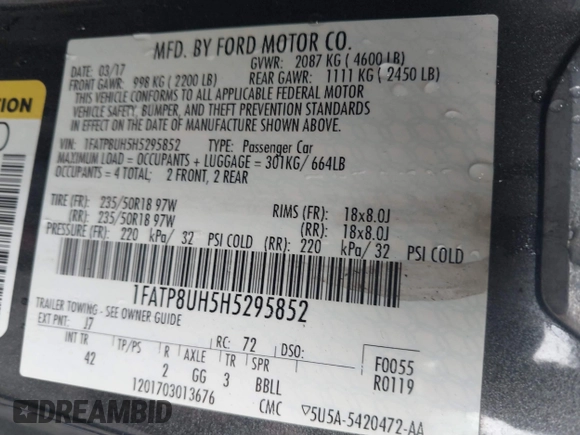 MFD. BY FORD MOTOR CO.
DATE: 03/17 GVWR: 2087 KG ( 4600 LB)
FRONT GAWR: 998 KG ( 2200 LB) REAR GAWR: 1111 KG ( 2450 LB)
THIS VEHICLE CONFORMS TO ALL APPLICABLE FEDERAL MOTOR
VEHICLE SAFETY, BUMPER, AND THEFT PREVENTION STANDARDS
IN EFFECT ON THE DATE OF MANUFACTURE SHOWN ABOVE.
VIN: 1FATP8UH5H5295852 TYPE: Passenger Car
MAXIMUM LOAD = OCCUPANTS + LUGGAGE = 301KG/ 664LB
OCCUPANTS = 4 TOTAL: 2 FRONT, 2 REAR
TIRE (FR): 235/50R18 97W RIMS (FR): 18x8.0J
(RR): 235/50R18 97W (RR): 18x8.0J
PRESSURE (FR): 220 kPa/ 32 PSI COLD (RR): 220 kPa/ 32 PSI COLD
1FATP8UH5H5295852
TRAILER TOWING - SEE OWNER GUIDE
EXT PNT: J7 RC: 72 DSO:
INT TR TP/PS R AXLE TR SPR F0055
42 2 GG 3 BBLL R0119
1201703013676 CMC ▽5U5A-5420472-AA
AUTOBIDMASTER